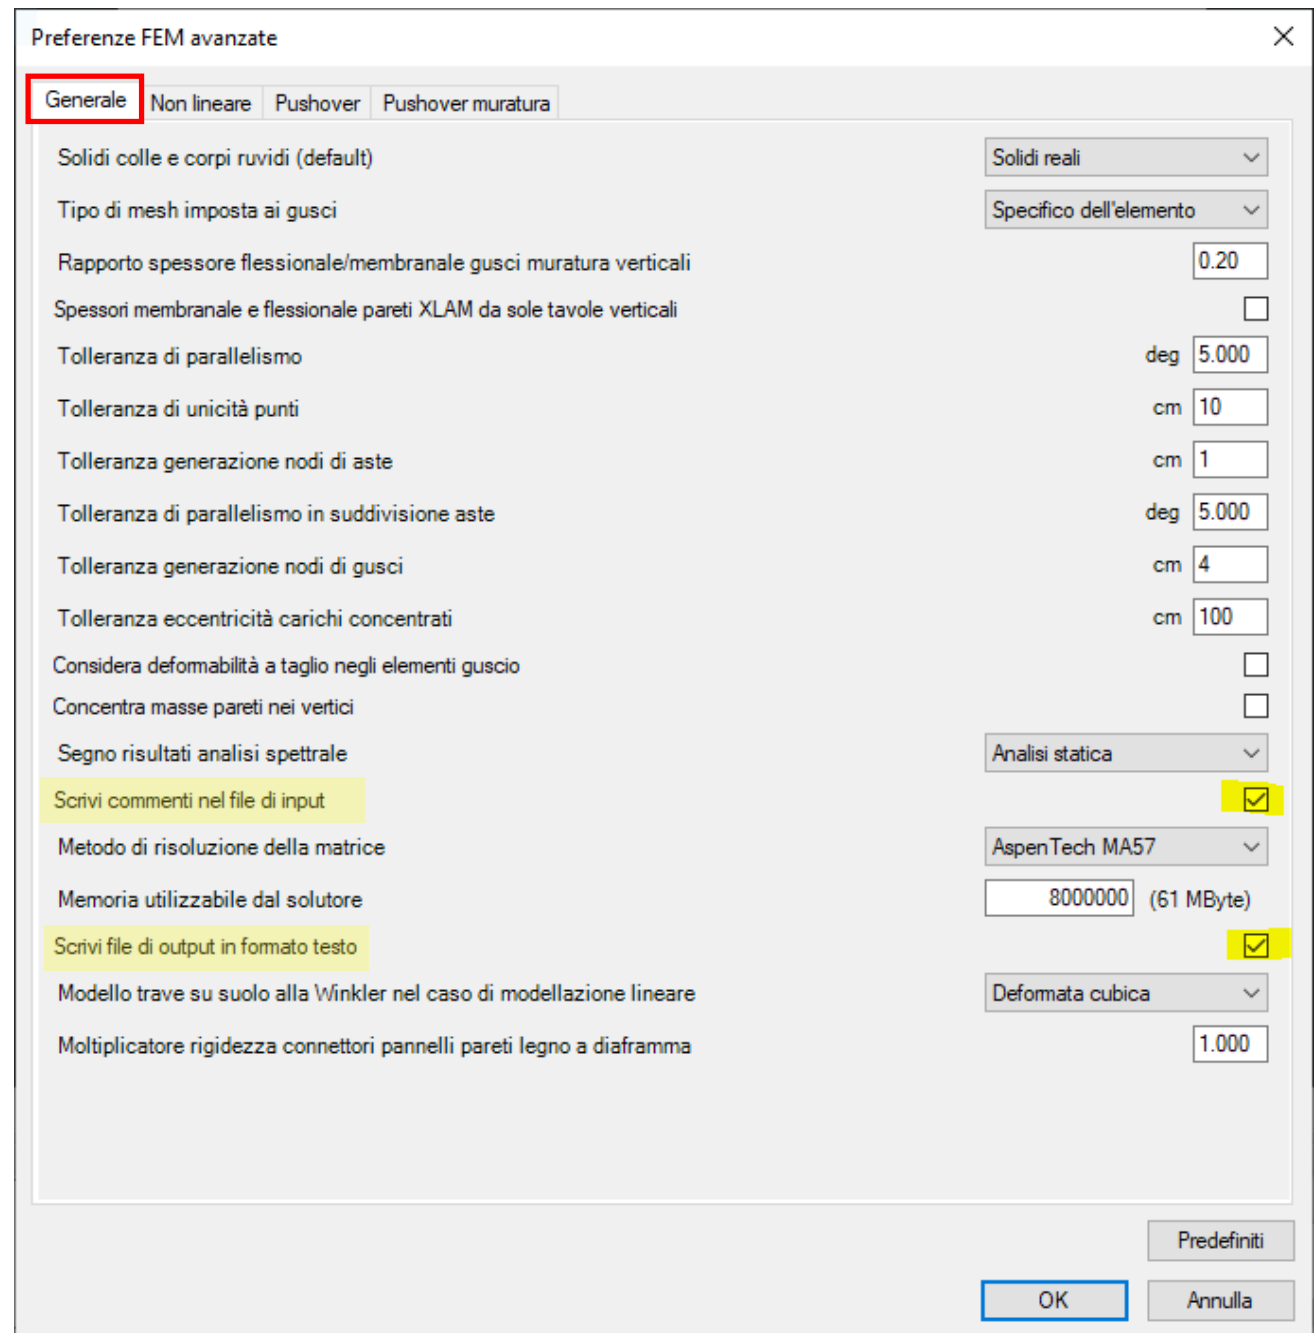 Preferenze FEM avanzate
Generale Non lineare Pushover Pushover muratura
Solidi colle e corpi ruvidi (default) Solidi reali
Tipo di mesh imposta ai gusci Specifico dell'elemento
Rapporto spessore flessionale/membranale gusci muratura verticali 0.20
Spessori membranale e flessionale pareti XLAM da sole tavole verticali
Tolleranza di parallelismo deg 5.000
Tolleranza di unicità punti cm 10
Tolleranza generazione nodi di aste cm 1
Tolleranza di parallelismo in suddivisione aste deg 5.000
Tolleranza generazione nodi di gusci cm 4
Tolleranza eccentricità carichi concentrati cm 100
Considera deformabilità a taglio negli elementi guscio
Concentra masse pareti nei vertici
Segno risultati analisi spettrale Analisi statica
Scrivi commenti nel file di input
Metodo di risoluzione della matrice AspenTech MA57
Memoria utilizzabile dal solutore 8000000 (61 MByte)
Scrivi file di output in formato testo
Modello trave su suolo alla Winkler nel caso di modellazione lineare Deformata cubica
Moltiplicatore rigidezza connettori pannelli pareti legno a diaframma 1.000
Predefiniti
OK Annulla